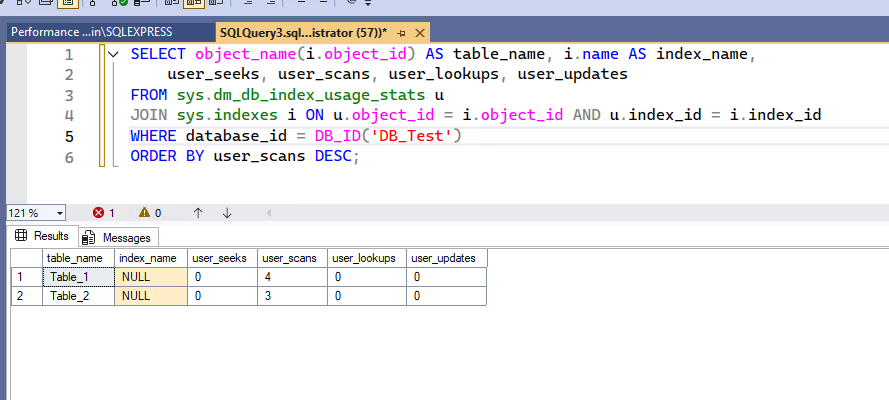 Performance ...in\SQLEXPRESS
SQLQuery3.sql...istrator (57))*
1 SELECT object_name(i.object_id) AS table_name, i.name AS index_name,
2 user_seeks, user_scans, user_lookups, user_updates
3 FROM sys.dm_db_index_usage_stats u
4 JOIN sys.indexes i ON u.object_id = i.object_id AND u.index_id = i.index_id
5 WHERE database_id = DB_ID('DB_Test')
6 ORDER BY user_scans DESC;
121 % 1 0
Results Messages
table_name index_name user_seeks user_scans user_lookups user_updates
1 Table_1 NULL 0 4 0 0
2 Table_2 NULL 0 3 0 0